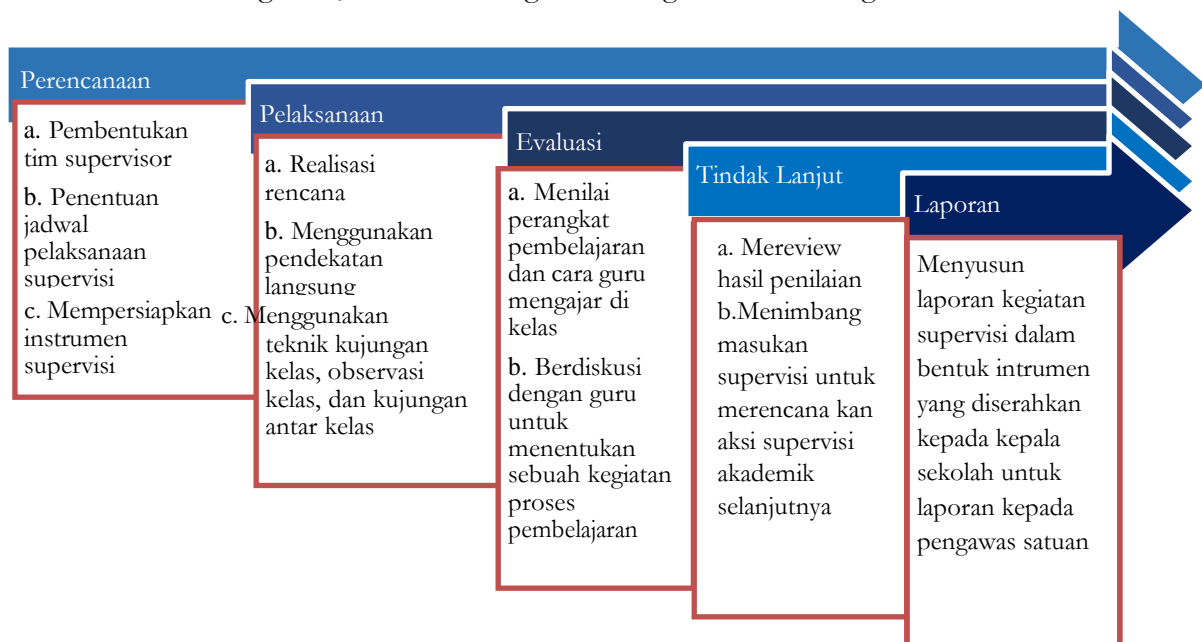 Perencanaan
a. Pembentukan
tim supervisor
b. Penentuan
jadwal
pelaksanaan
supervisi
c. Mempersiapkan
instrumen
supervisi
Pelaksanaan
a. Realisasi
rencana
b. Menggunakan
pendekatan
langsung
c. Menggunakan
teknik kujungan
kelas, observasi
kelas, dan kujungan
antar kelas
Evaluasi
a. Menilai
perangkat
pembelajaran
dan cara guru
mengajar di
kelas
b. Berdiskusi
dengan guru
untuk
menentukan
sebuah kegiatan
proses
pembelajaran
Tindak Lanjut
a. Mereview
hasil penilaian
b.Menimbang
masukan
supervisi untuk
merencana kan
aksi supervisi
akademik
selanjutnya
Laporan
Menyusun
laporan kegiatan
supervisi dalam
bentuk intrumen
yang diserahkan
kepada kepala
sekolah untuk
laporan kepada
pengawas satuan